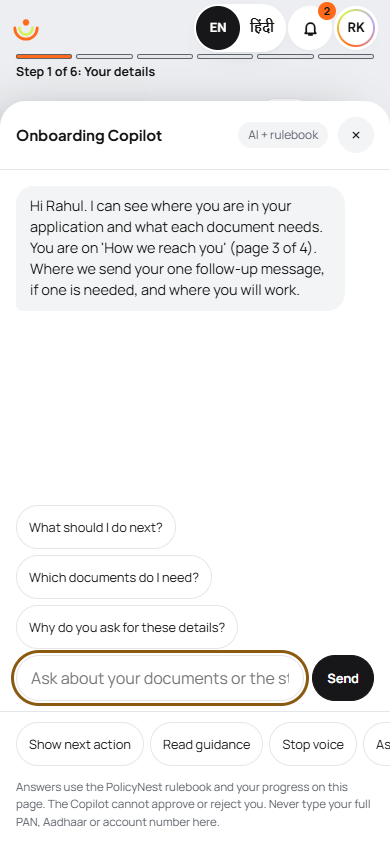 EN हिंदी 2 RK
Step 1 of 6: Your details
Onboarding Copilot AI + rulebook ×
Hi Rahul. I can see where you are in your
application and what each document needs.
You are on 'How we reach you' (page 3 of 4).
Where we send your one follow-up message,
if one is needed, and where you will work.
What should I do next?
Which documents do I need?
Why do you ask for these details?
Ask about your documents or the st
Send
Show next action Read guidance Stop voice As
Answers use the PolicyNest rulebook and your progress on this
page. The Copilot cannot approve or reject you. Never type your full
PAN, Aadhaar or account number here.